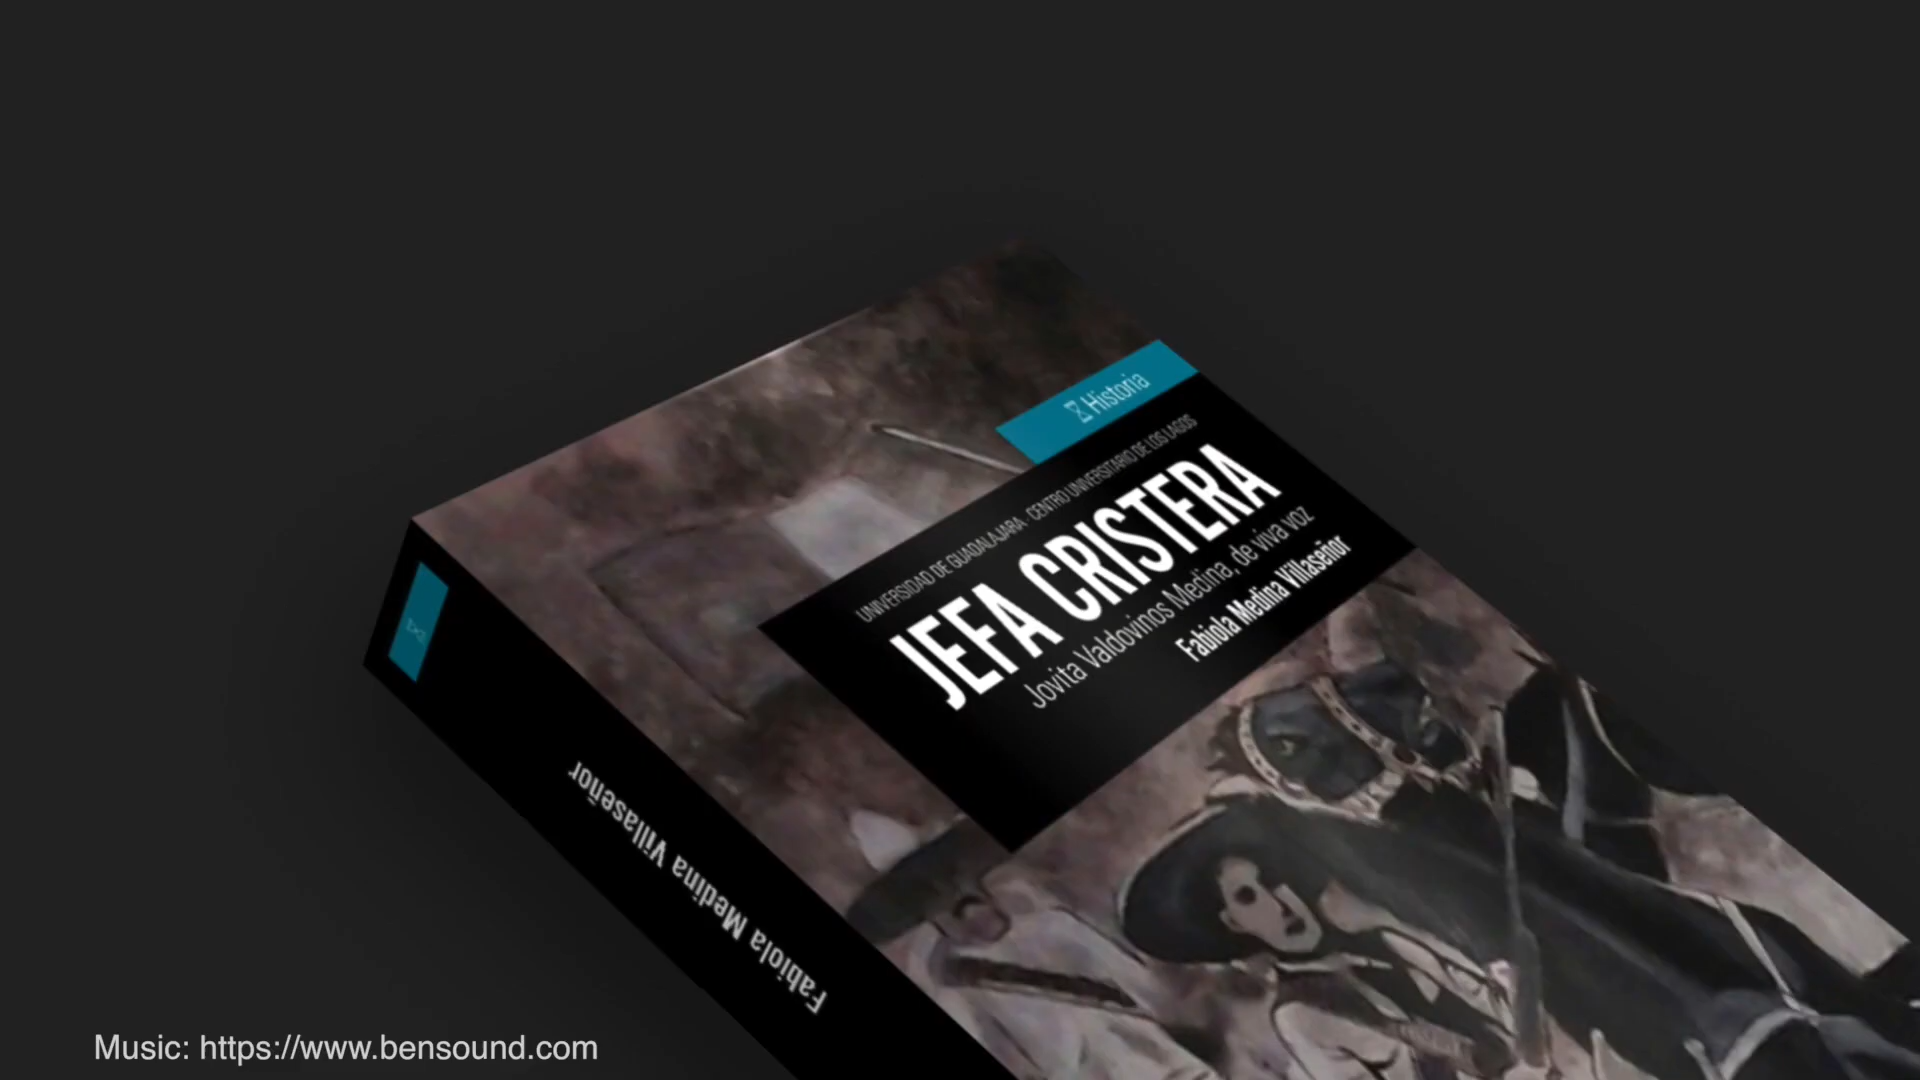 Historia
UNIVERSIDAD DE GUADALAJARA · CENTRO UNIVERSITARIO DE LOS LAGOS
JEFA CRISTERA
Jovita Valdovinos Medina, de viva voz
Fabiola Medina Villaseñor
Fabiola Medina Villaseñor
Music: https://www.bensound.com